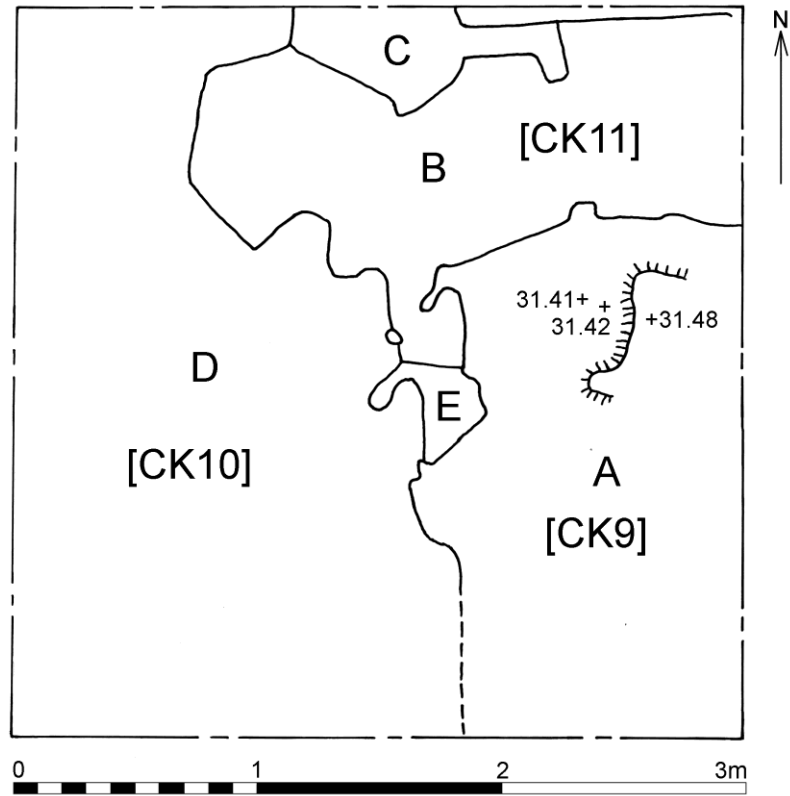 N
C
[CK11]
B
31.41+ +
31.42
+31.48
D
E
[CK10]
A
[CK9]
0 1 2 3m